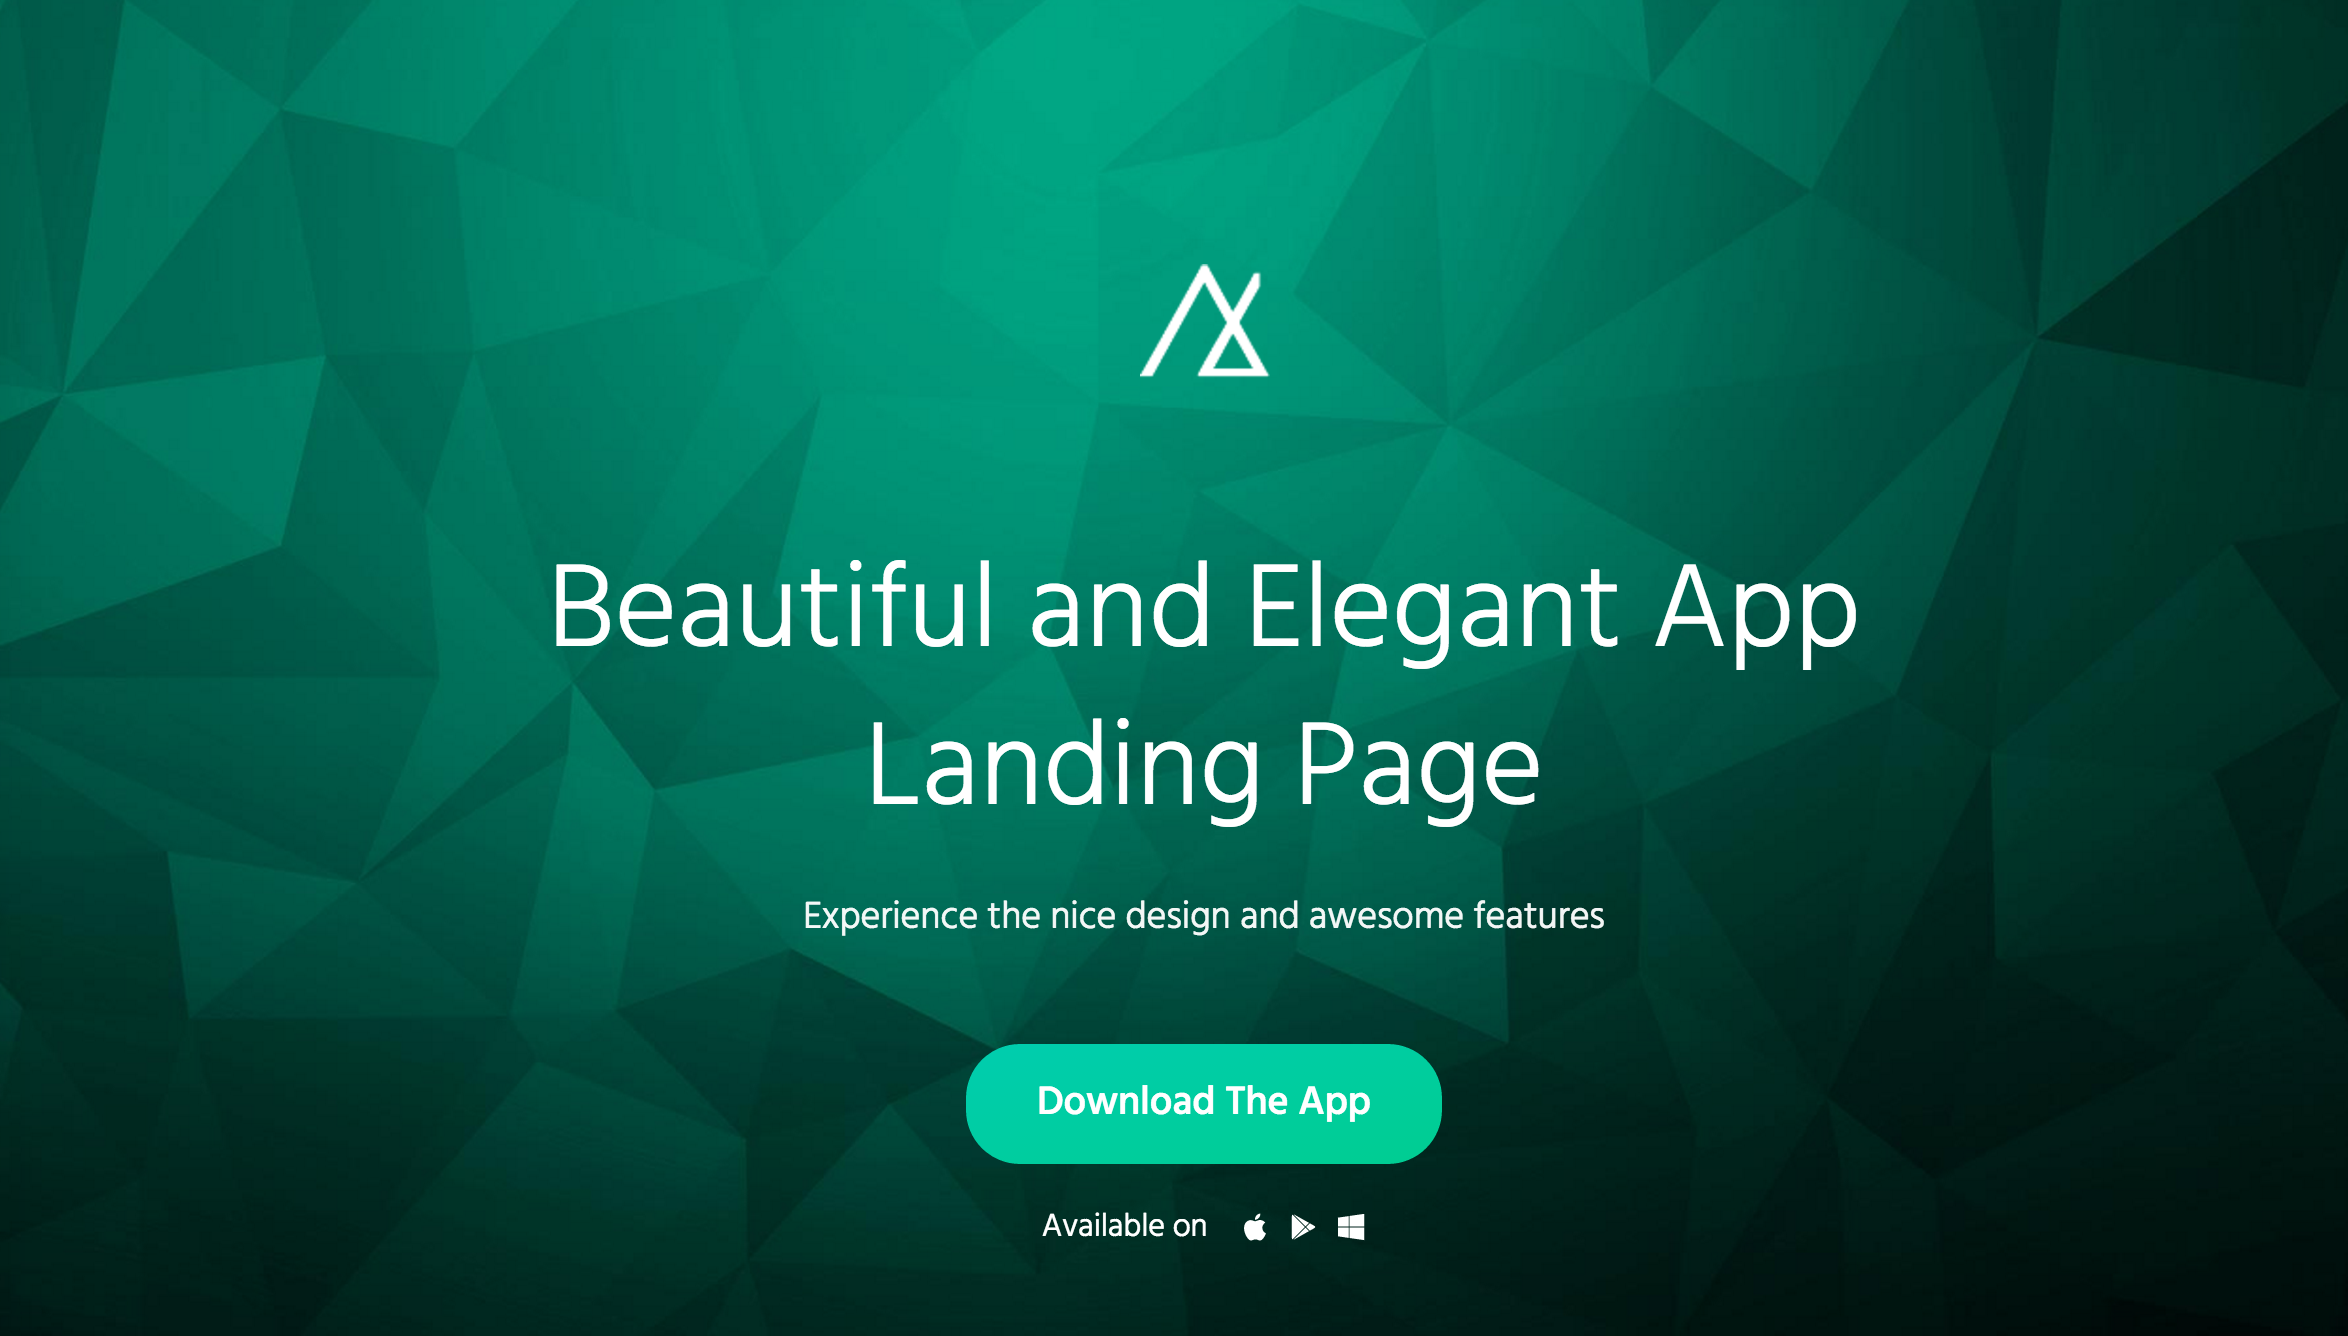 Beautiful and Elegant App
Landing Page
Experience the nice design and awesome features
Download The App
Available on